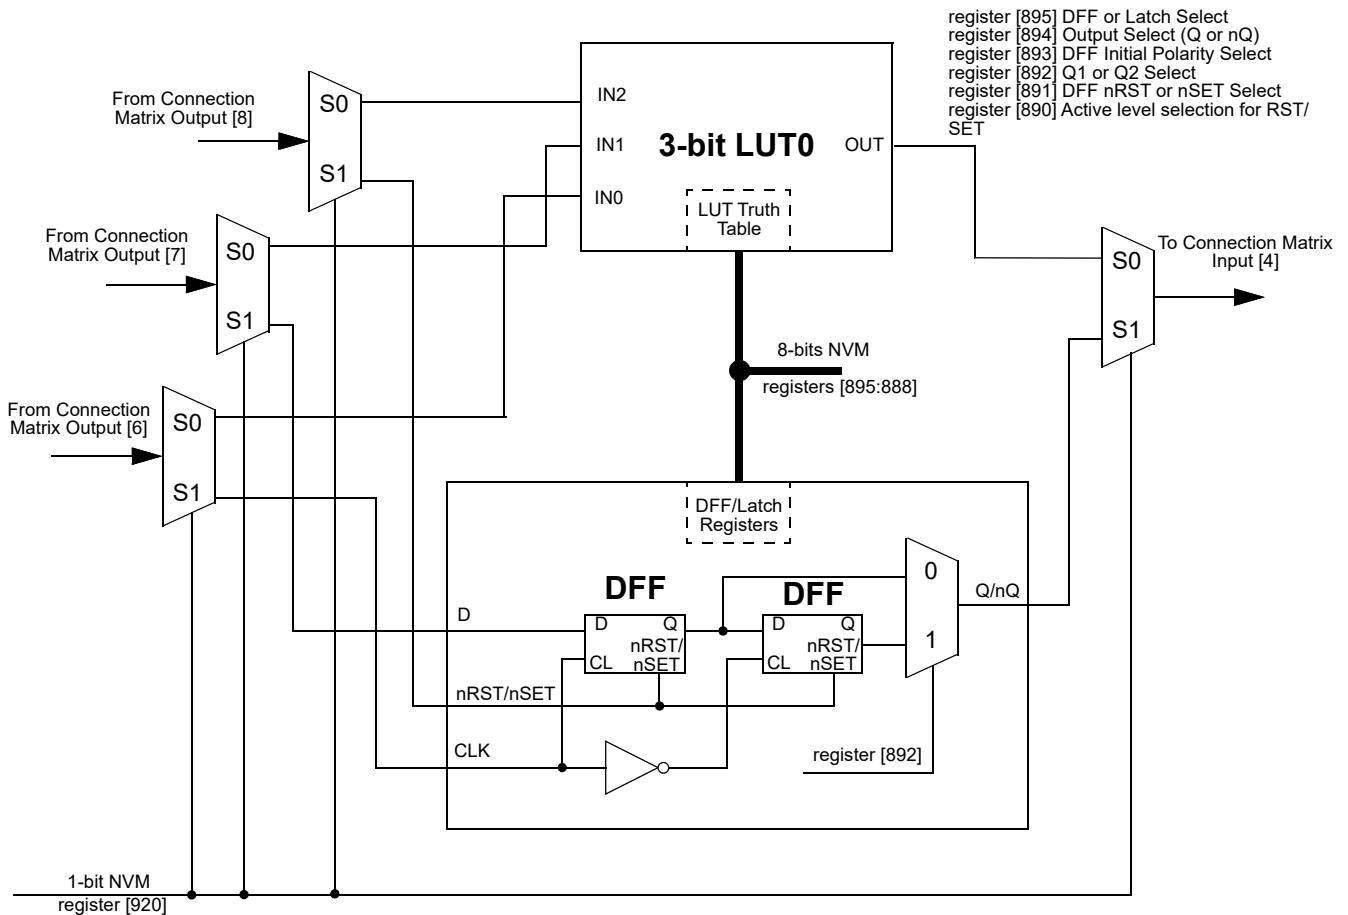 register [895] DFF or Latch Select
register [894] Output Select (Q or nQ)
register [893] DFF Initial Polarity Select
register [892] Q1 or Q2 Select
register [891] DFF nRST or nSET Select
register [890] Active level selection for RST/
SET
From Connection
Matrix Output [8]
S0
S1
IN2
IN1
IN0
3-bit LUT0
OUT
LUT Truth
Table
From Connection
Matrix Output [7]
S0
S1
To Connection Matrix
Input [4]
S0
S1
8-bits NVM
registers [895:888]
From Connection
Matrix Output [6]
S0
S1
DFF/Latch
Registers
DFF
D
D
Q
nRST/
nSET
CL
DFF
D
Q
nRST/
nSET
CL
0
1
Q/nQ
nRST/nSET
CLK
register [892]
1-bit NVM
register [920]